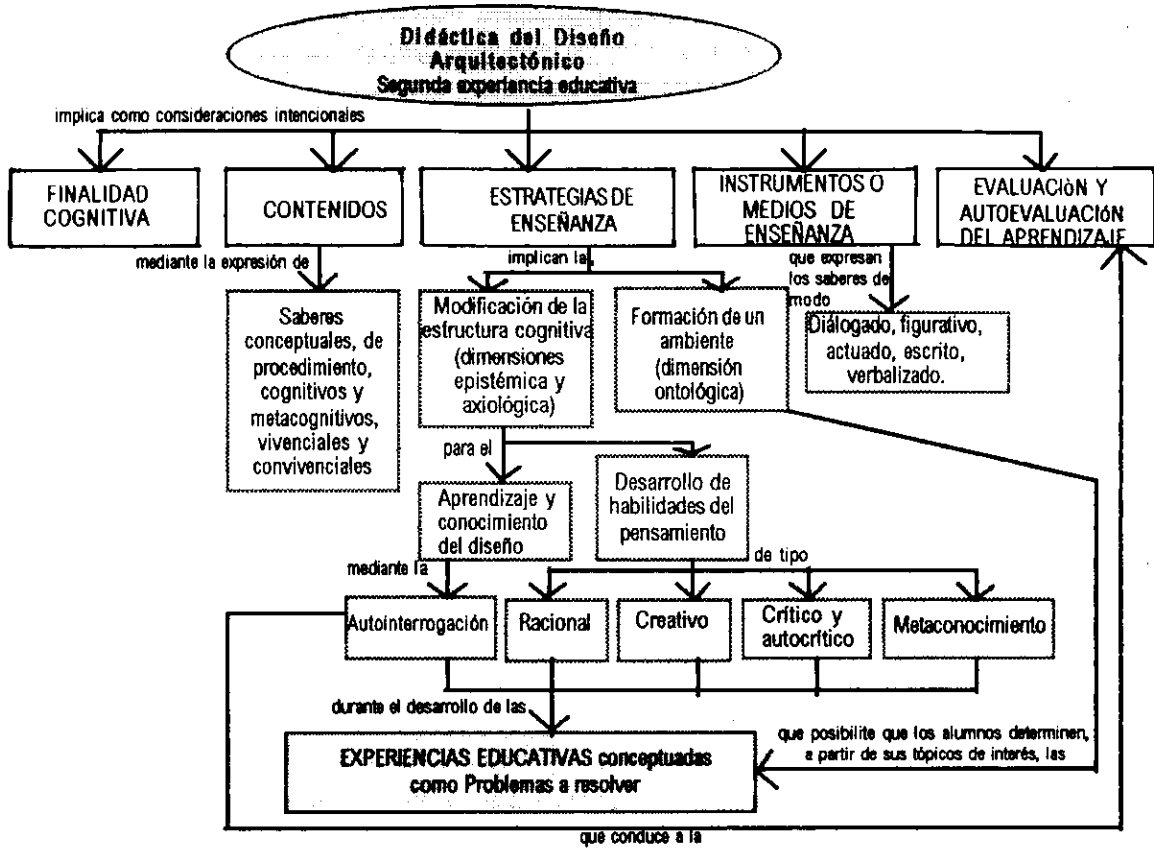 Didáctica del Diseño
Arquitectónico
Segunda experiancia educativa
implica como consideraciones intencionales
FINALIDAD
COGNITIVA
CONTENIDOS
ESTRATEGIAS DE
ENSEÑANZA
INSTRUMENTOS O
MEDIOS DE
ENSEÑANZA
EVALUACIóN Y
AUTOEVALUACIóN
DEL APRENDIZAJE
mediante la expresión de
implican la
que expresan
los saberes de
modo
Saberes
conceptuales, de
procedimiento,
cognitivos y
metacognitivos,
vivenciales y
convivenciales
Modificación de la
estructura cognitiva
(dimensiones
epistémica y
axiológica)
Formación de un
ambiente
(dimensión
ontológica)
Diálogado, figurativo,
actuado, escrito,
verbalizado.
para el
Aprendizaje y
conocimiento
del diseño
Desarrollo de
habilidades del
pensamiento
mediante la
de tipo
Autointerrogación
Racional
Creativo
Crítico y
autocrítico
Metaconocimiento
durante el desarrollo de las
que posibilite que los alumnos determinen,
a partir de sus tópicos de interés, las
EXPERIENCIAS EDUCATIVAS conceptuadas
como Problemas a resolver
que conduce a la